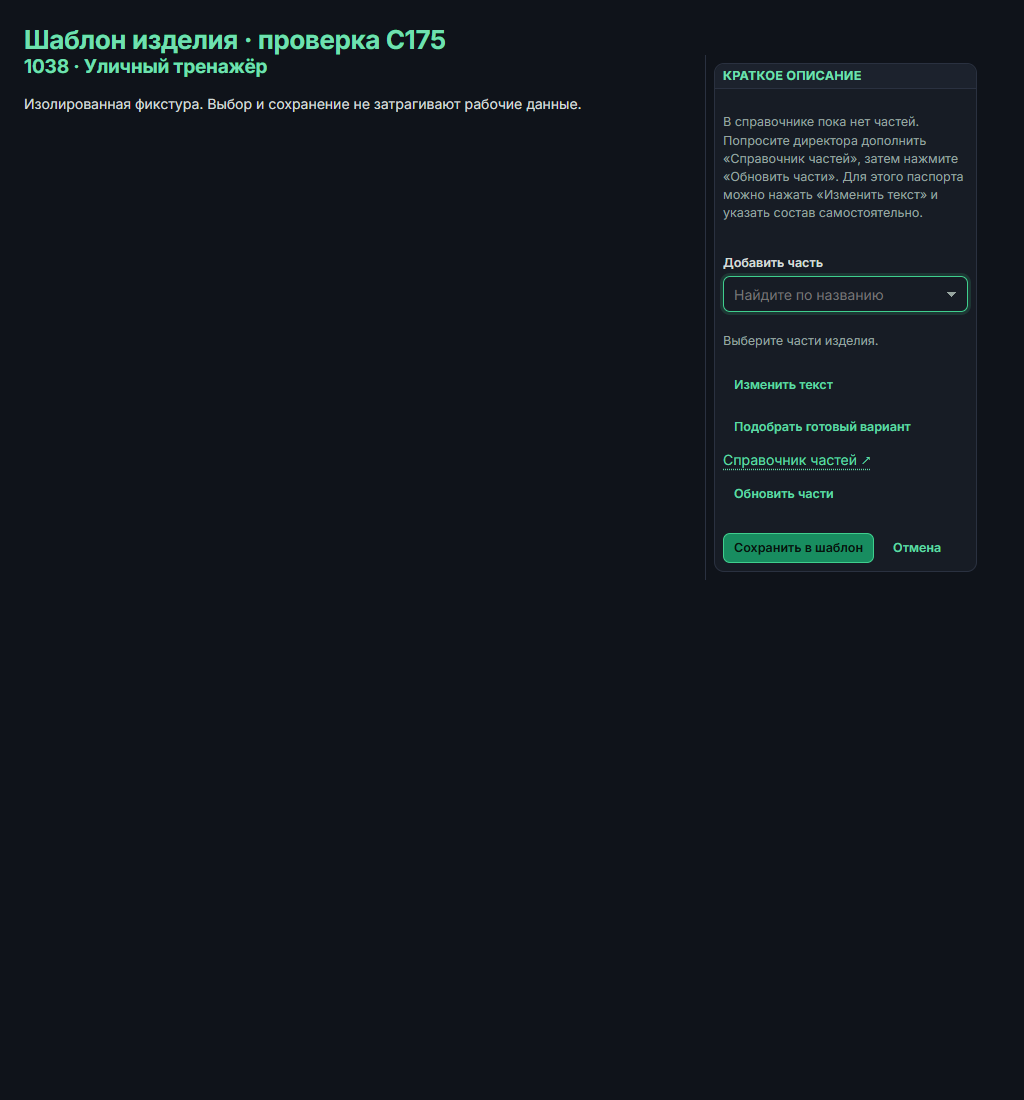 Шаблон изделия · проверка С175
1038 · Уличный тренажёр
Изолированная фикстура. Выбор и сохранение не затрагивают рабочие данные.
КРАТКОЕ ОПИСАНИЕ
В справочнике пока нет частей.
Попросите директора дополнить
«Справочник частей», затем нажмите
«Обновить части». Для этого паспорта
можно нажать «Изменить текст» и
указать состав самостоятельно.
Добавить часть
Найдите по названию
Выберите части изделия.
Изменить текст
Подобрать готовый вариант
Справочник частей ↗
Обновить части
Сохранить в шаблон
Отмена